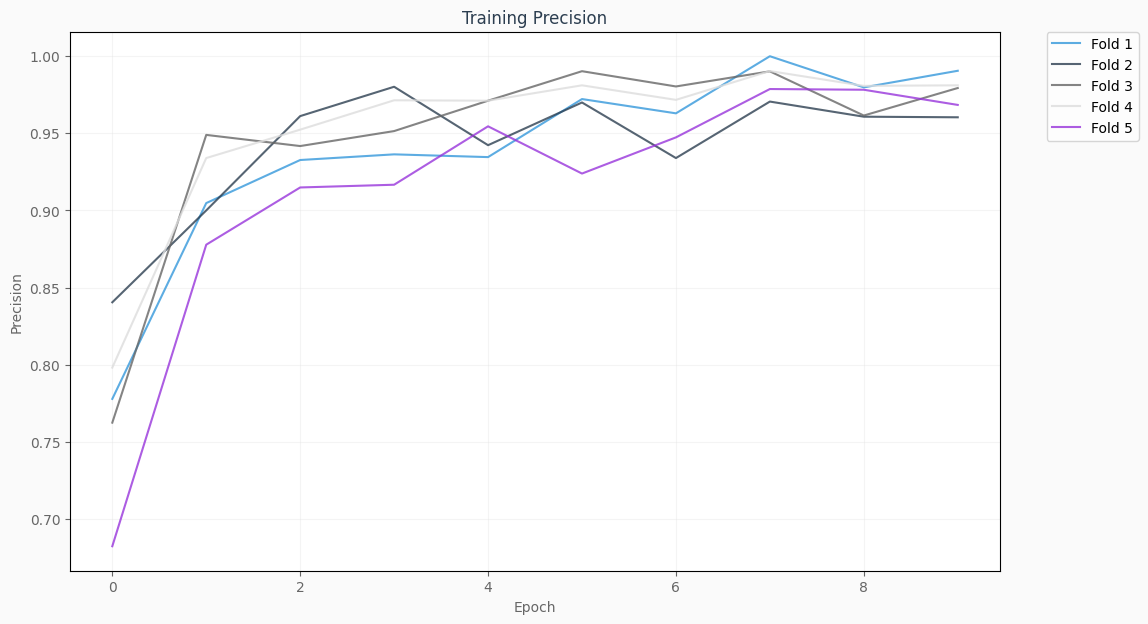 Training Precision
Fold 1
Fold 2
Fold 3
Fold 4
Fold 5
1.00
0.95
0.90
0.85
0.80
0.75
0.70
Precision
0 2 4 6 8
Epoch